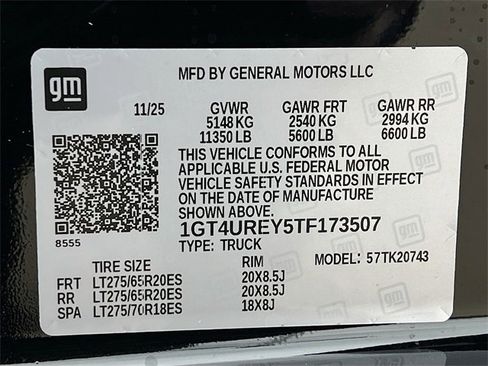 gm
MFD BY GENERAL MOTORS LLC
11/25 GVWR GAWR FRT GAWR RR
5148 KG 2540 KG 2994 KG
11350 LB 5600 LB 6600 LB
THIS VEHICLE CONFORMS TO ALL
APPLICABLE U.S. FEDERAL MOTOR
VEHICLE SAFETY STANDARDS IN EFFECT
ON THE DATE OF MANUFACTURE
SHOWN ABOVE.
8555 1GT4UREY5TF173507
TYPE: TRUCK MODEL: 57TK20743
TIRE SIZE RIM
FRT LT275/65R20ES 20X8.5J
RR LT275/65R20ES 20X8.5J
SPA LT275/70R18ES 18X8J